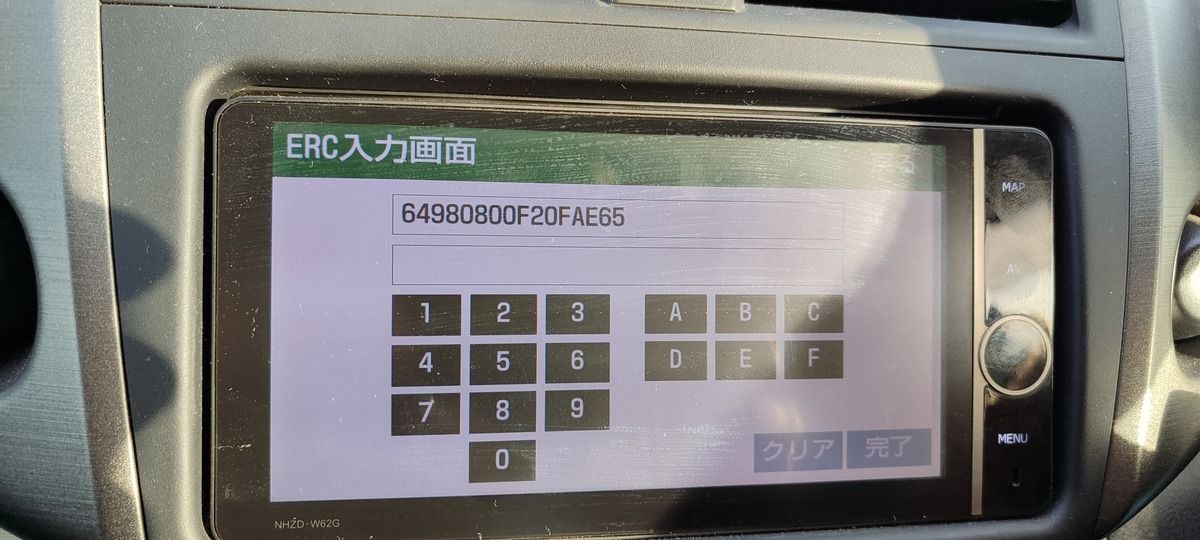 ERC入力画面
戻る
64980800F20FAE65
1 2 3 A B C
4 5 6 D E F
7 8 9
0
クリア 完了
MAP
AV
MENU
NHZD-W62G